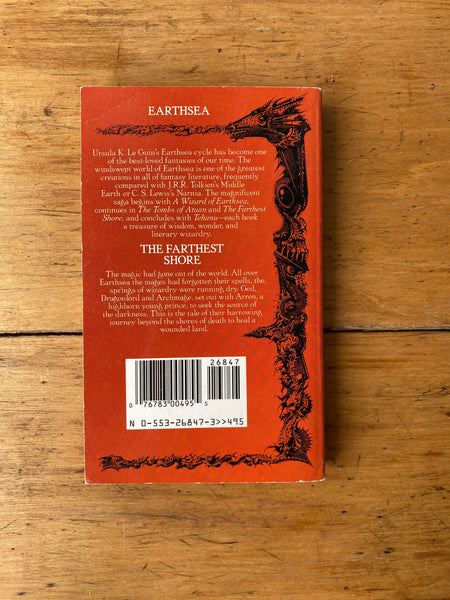 EARTHSEA
Ursula K. Le Guin's Earthsea cycle has become one
of the best-loved fantasies of our time. The
windswept world of Earthsea is one of the greatest
creations in all of fantasy literature, frequently
compared with J.R.R. Tolkien's Middle
Earth or C. S. Lewis's Narnia. The magnificent
saga begins with A Wizard of Earthsea,
continues in The Tombs of Atuan and The Farthest
Shore, and concludes with Tehanu—each book
a treasure of wisdom, wonder, and
literary wizardry.
THE FARTHEST
SHORE
The magic had gone out of the world. All over
Earthsea the mages had forgotten their spells, the
springs of wizardry were running dry. Ged,
Dragonlord and Archmage, set out with Arren, a
highborn young prince, to seek the source of
the darkness. This is the tale of their harrowing
journey beyond the shores of death to heal a
wounded land.
26847
0 76783 00495 5
N 0-553-26847-3>>495